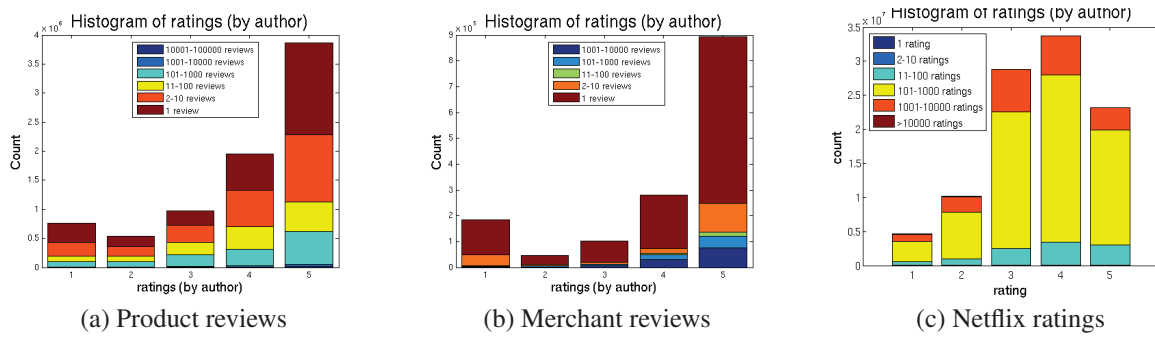 Histogram of ratings (by author)
× 10^6
4
3.5
3
2.5
2
1.5
1
0.5
0
Count
10001-100000 reviews
1001-10000 reviews
101-1000 reviews
11-100 reviews
2-10 reviews
1 review
1 2 3 4 5
ratings (by author)
(a) Product reviews
Histogram of ratings (by author)
× 10^5
9
8
7
6
5
4
3
2
1
0
Count
1001-10000 reviews
101-1000 reviews
11-100 reviews
2-10 reviews
1 review
1 2 3 4 5
ratings (by author)
(b) Merchant reviews
Histogram of ratings (by author)
× 10^7
3.5
3
2.5
2
1.5
1
0.5
0
count
1 rating
2-10 ratings
11-100 ratings
101-1000 ratings
1001-10000 ratings
>10000 ratings
1 2 3 4 5
rating
(c) Netflix ratings